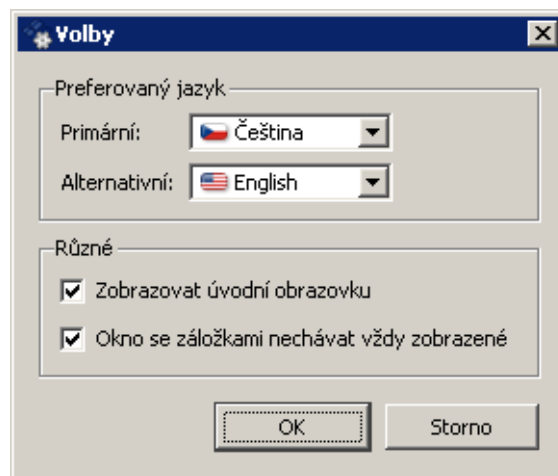 Volby
Preferovaný jazyk
Primární: Čeština
Alternativní: English
Různé
Zobrazovat úvodní obrazovku
Okno se záložkami nechávat vždy zobrazené
OK Storno